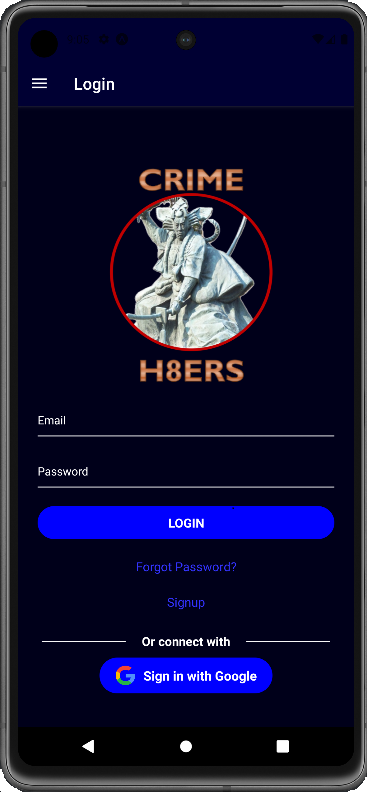 Login
CRIME
H8ERS
Email
Password
LOGIN
Forgot Password?
Signup
Or connect with
Sign in with Google